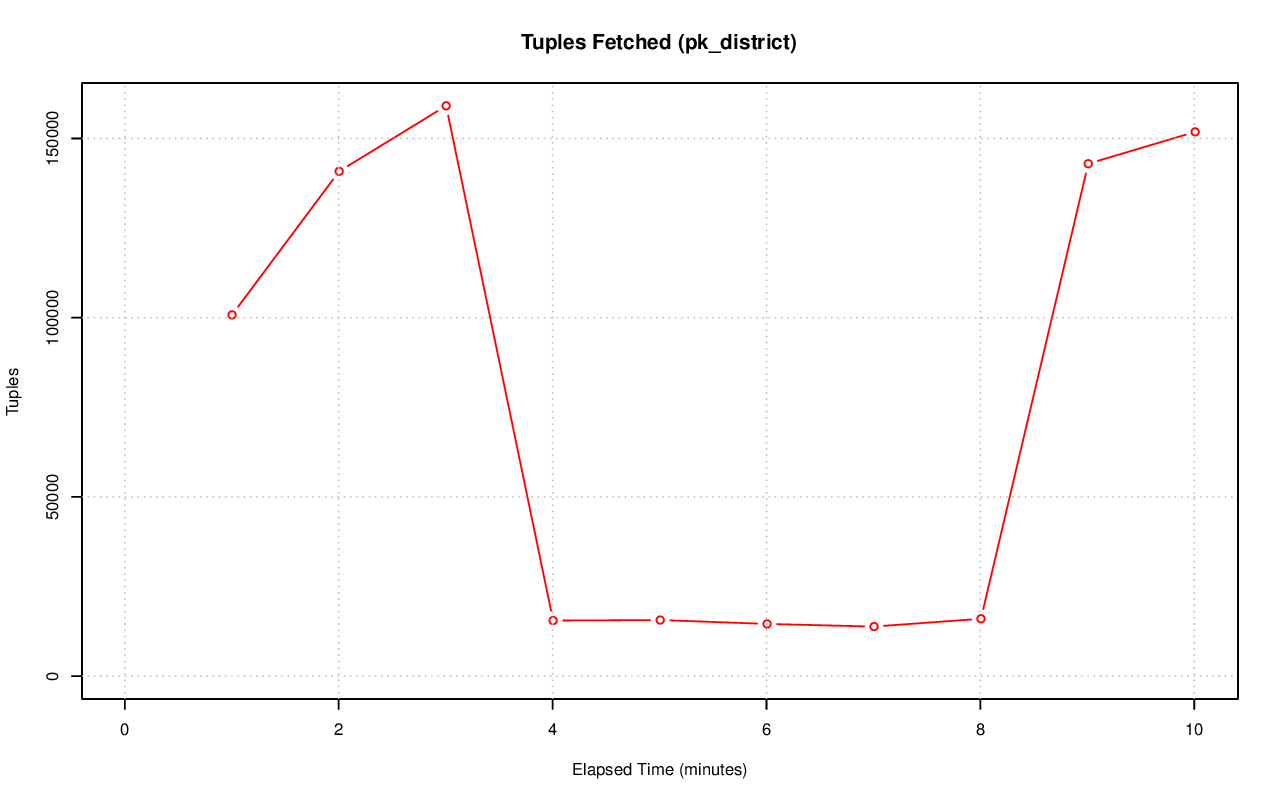 Tuples Fetched (pk_district)
150000
100000
50000
0
Tuples
0 2 4 6 8 10
Elapsed Time (minutes)